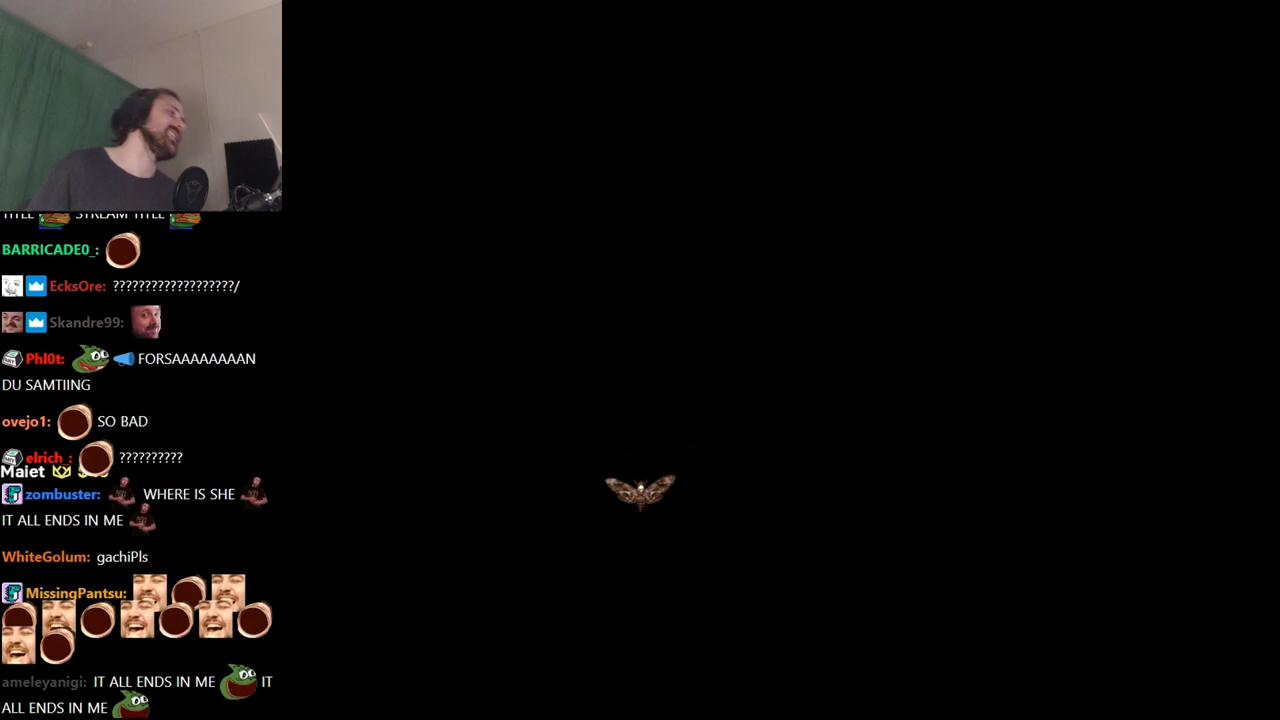 TITLE STREAM TITLE
BARRICADE0_:
EcksOre: ???????????????????/
Skandre99:
Phl0t: FORSAAAAAAAAN
DU SAMTIING
ovejo1: SO BAD
elrich_: ??????????
Maiet
zombuster: WHERE IS SHE
IT ALL ENDS IN ME
WhiteGolum: gachiPls
MissingPantsu:
ameleyanigi: IT ALL ENDS IN ME IT
ALL ENDS IN ME